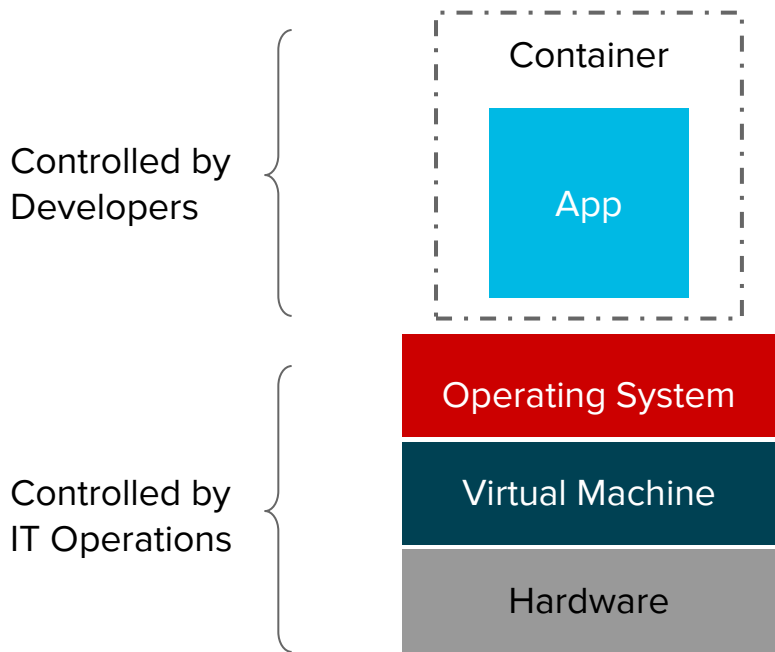 Container
App
Controlled by
Developers
Operating System
Virtual Machine
Hardware
Controlled by
IT Operations